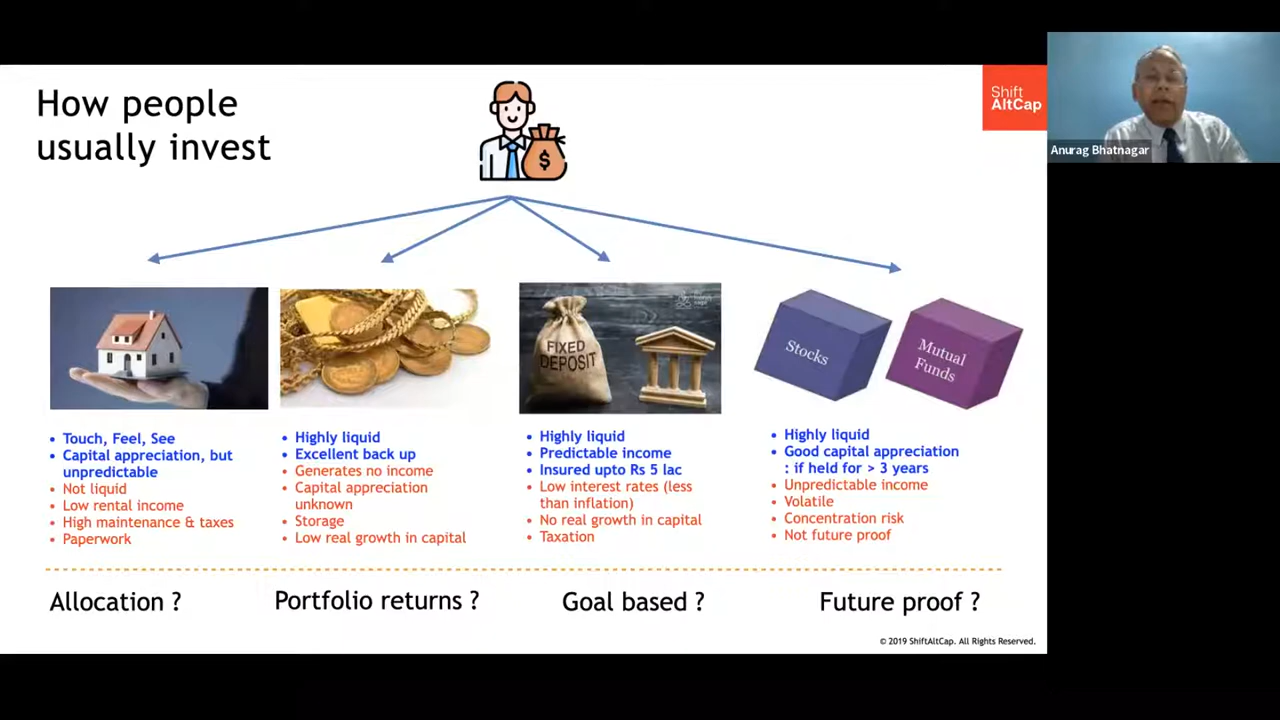 How people
usually invest
Shift
AltCap
Anurag Bhatnagar
$
FIXED
DEPOSIT
Stocks
Mutual
Funds
• Touch, Feel, See
• Capital appreciation, but
unpredictable
• Not liquid
• Low rental income
• High maintenance & taxes
• Paperwork
• Highly liquid
• Excellent back up
• Generates no income
• Capital appreciation
unknown
• Storage
• Low real growth in capital
• Highly liquid
• Predictable income
• Insured upto Rs 5 lac
• Low interest rates (less
than inflation)
• No real growth in capital
• Taxation
• Highly liquid
• Good capital appreciation
: if held for > 3 years
• Unpredictable income
• Volatile
• Concentration risk
• Not future proof
Allocation ?
Portfolio returns ?
Goal based ?
Future proof ?
© 2019 ShiftAltCap. All Rights Reserved.